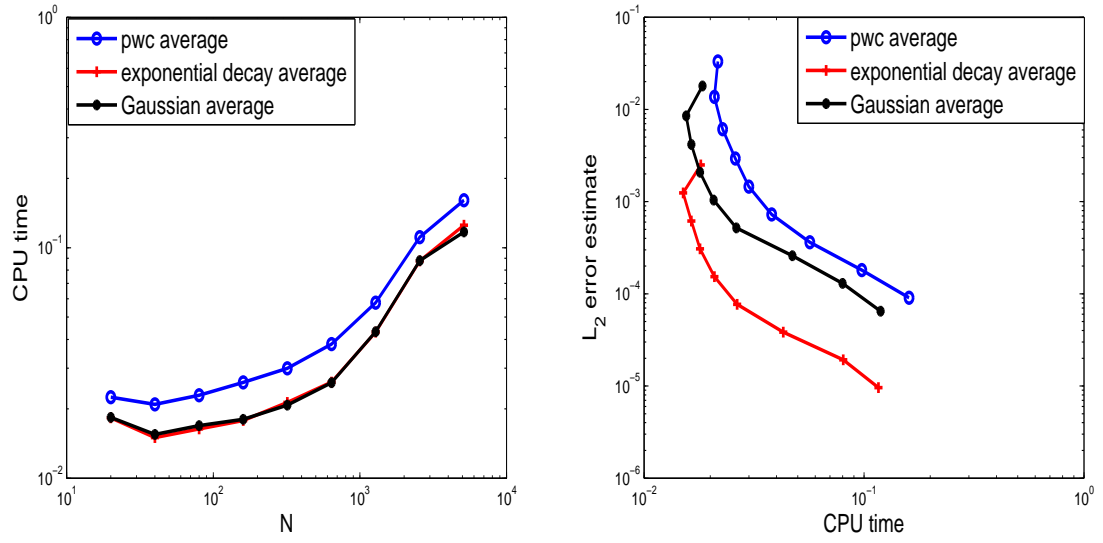 10^0
10^-1
10^-2
CPU time
10^1
10^2
10^3
10^4
N
pwc average
exponential decay average
Gaussian average
10^-1
10^-2
10^-3
10^-4
10^-5
10^-6
L_2 error estimate
10^-2
10^-1
10^0
CPU time
pwc average
exponential decay average
Gaussian average